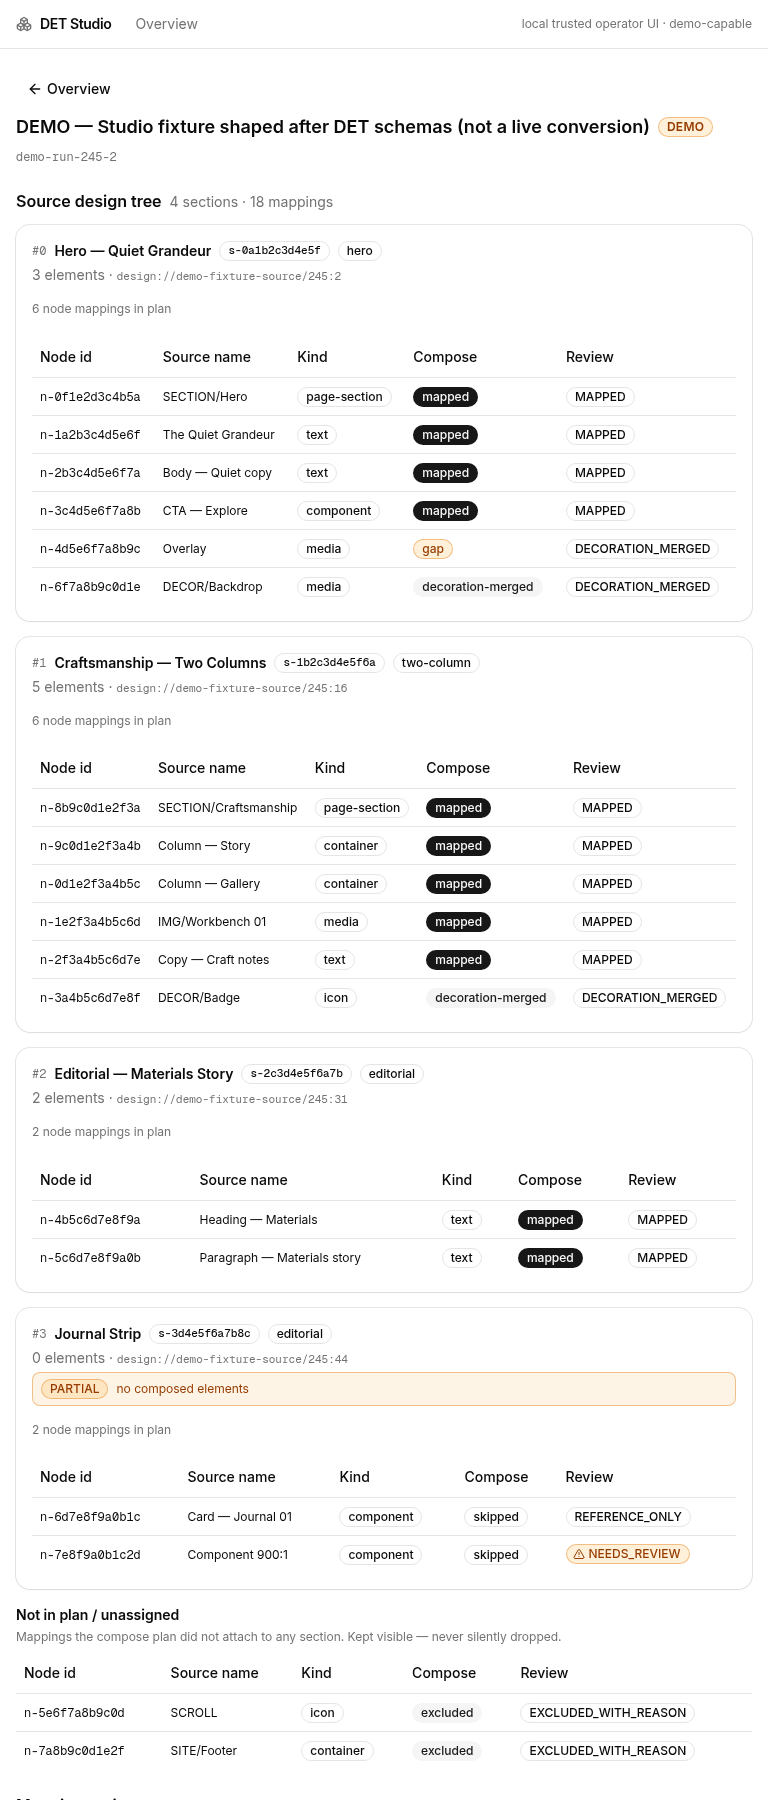 DET Studio Overview local trusted operator UI · demo-capable
← Overview
DEMO — Studio fixture shaped after DET schemas (not a live conversion) DEMO
demo-run-245-2
Source design tree 4 sections · 18 mappings
#0 Hero — Quiet Grandeur s-0a1b2c3d4e5f hero
3 elements · design://demo-fixture-source/245:2
6 node mappings in plan
Node id Source name Kind Compose Review
n-0f1e2d3c4b5a SECTION/Hero page-section mapped MAPPED
n-1a2b3c4d5e6f The Quiet Grandeur text mapped MAPPED
n-2b3c4d5e6f7a Body — Quiet copy text mapped MAPPED
n-3c4d5e6f7a8b CTA — Explore component mapped MAPPED
n-4d5e6f7a8b9c Overlay media gap DECORATION_MERGED
n-6f7a8b9c0d1e DECOR/Backdrop media decoration-merged DECORATION_MERGED
#1 Craftsmanship — Two Columns s-1b2c3d4e5f6a two-column
5 elements · design://demo-fixture-source/245:16
6 node mappings in plan
Node id Source name Kind Compose Review
n-8b9c0d1e2f3a SECTION/Craftsmanship page-section mapped MAPPED
n-9c0d1e2f3a4b Column — Story container mapped MAPPED
n-0d1e2f3a4b5c Column — Gallery container mapped MAPPED
n-1e2f3a4b5c6d IMG/Workbench 01 media mapped MAPPED
n-2f3a4b5c6d7e Copy — Craft notes text mapped MAPPED
n-3a4b5c6d7e8f DECOR/Badge icon decoration-merged DECORATION_MERGED
#2 Editorial — Materials Story s-2c3d4e5f6a7b editorial
2 elements · design://demo-fixture-source/245:31
2 node mappings in plan
Node id Source name Kind Compose Review
n-4b5c6d7e8f9a Heading — Materials text mapped MAPPED
n-5c6d7e8f9a0b Paragraph — Materials story text mapped MAPPED
#3 Journal Strip s-3d4e5f6a7b8c editorial
0 elements · design://demo-fixture-source/245:44
PARTIAL no composed elements
2 node mappings in plan
Node id Source name Kind Compose Review
n-6d7e8f9a0b1c Card — Journal 01 component skipped REFERENCE_ONLY
n-7e8f9a0b1c2d Component 900:1 component skipped NEEDS_REVIEW
Not in plan / unassigned
Mappings the compose plan did not attach to any section. Kept visible — never silently dropped.
Node id Source name Kind Compose Review
n-5e6f7a8b9c0d SCROLL icon excluded EXCLUDED_WITH_REASON
n-7a8b9c0d1e2f SITE/Footer container excluded EXCLUDED_WITH_REASON